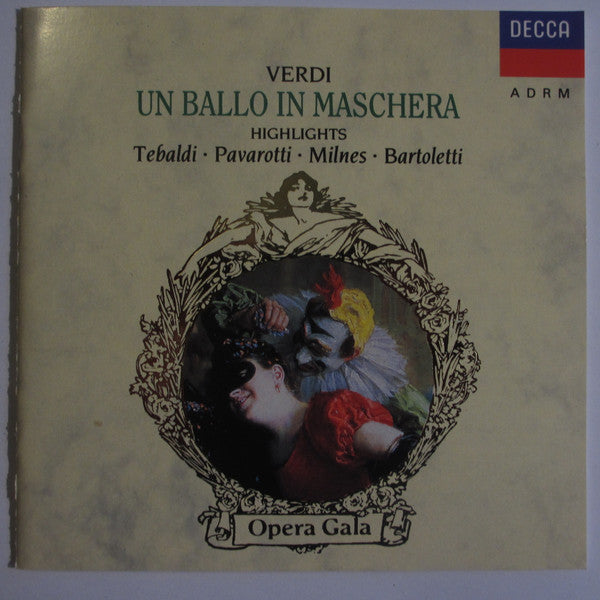 DECCA
ADRM
VERDI
UN BALLO IN MASCHERA
HIGHLIGHTS
Tebaldi · Pavarotti · Milnes · Bartoletti
Opera Gala